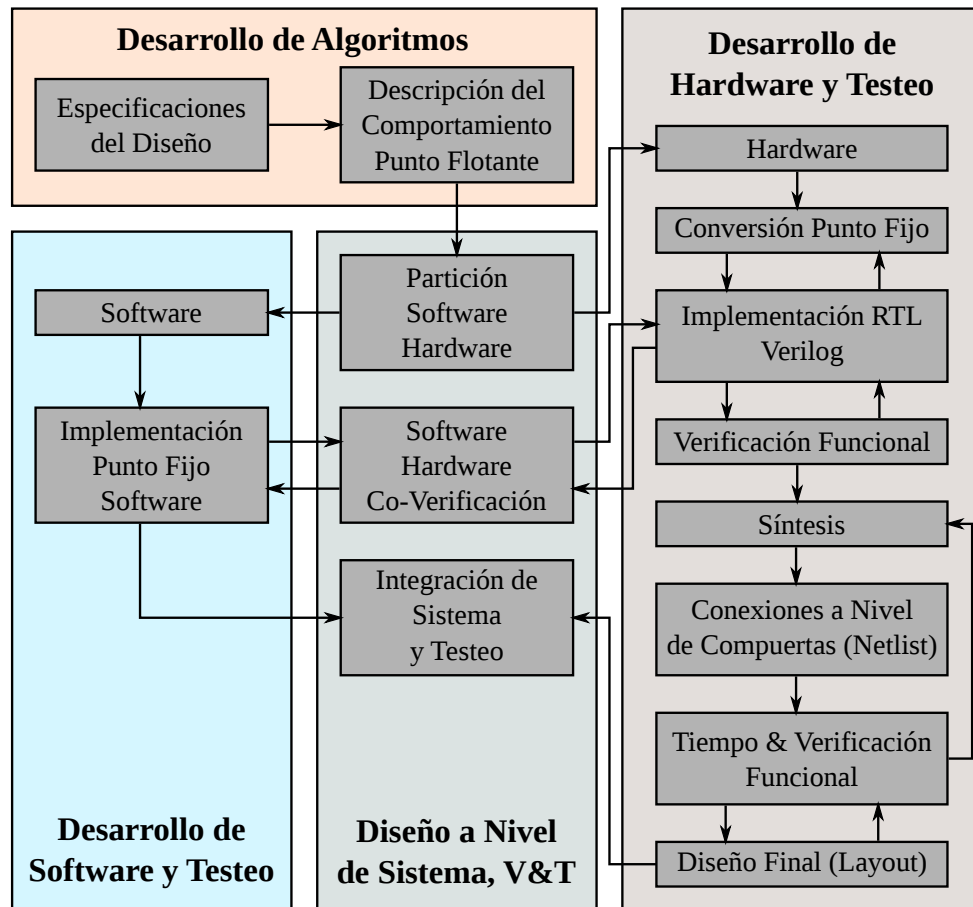 Desarrollo de Algoritmos
Especificaciones
del Diseño
Descripción del
Comportamiento
Punto Flotante
Desarrollo de
Hardware y Testeo
Hardware
Conversión Punto Fijo
Implementación RTL
Verilog
Verificación Funcional
Síntesis
Conexiones a Nivel
de Compuertas (Netlist)
Tiempo & Verificación
Funcional
Diseño Final (Layout)
Software
Implementación
Punto Fijo
Software
Desarrollo de
Software y Testeo
Partición
Software
Hardware
Software
Hardware
Co-Verificación
Integración de
Sistema
y Testeo
Diseño a Nivel
de Sistema, V&T